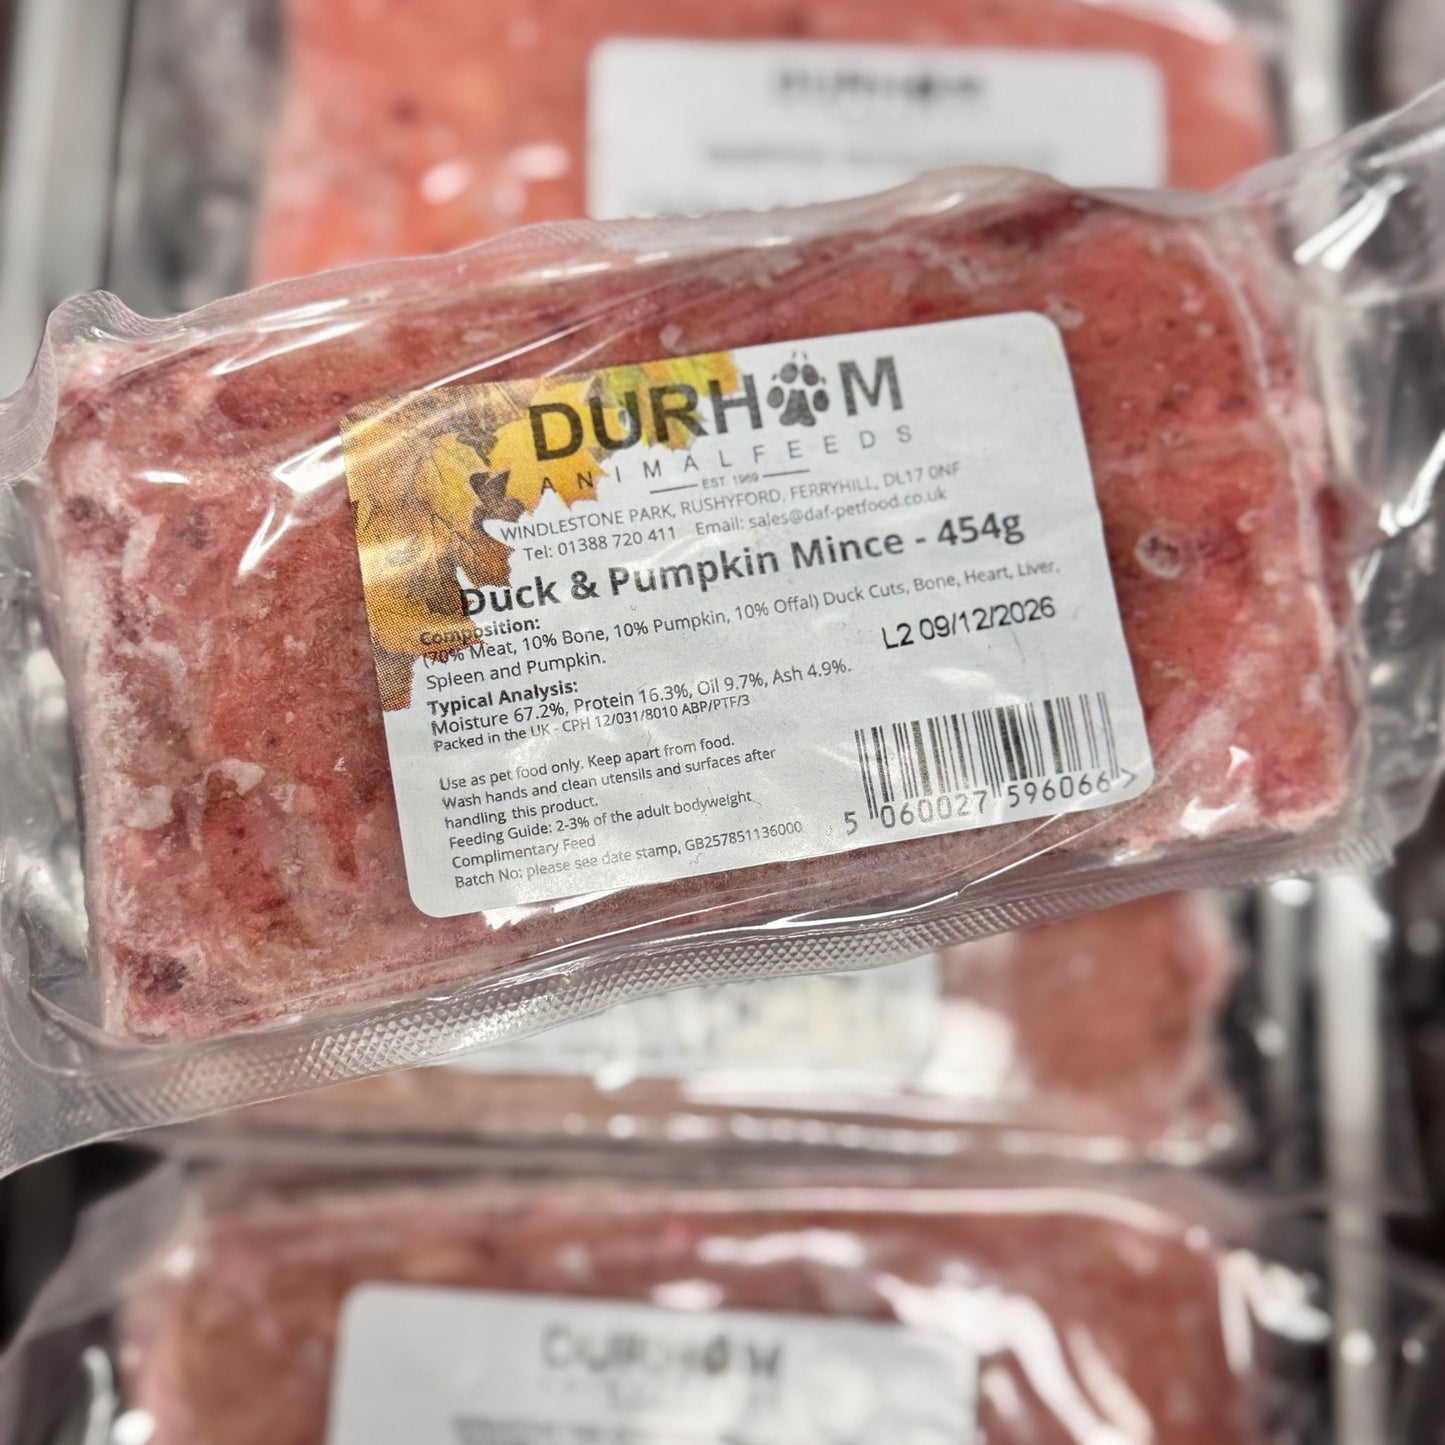 DURHAM
DURHAM
ANIMAL FEEDS
EST. 1969
WINDLESTONE PARK, RUSHYFORD, FERRYHILL, DL17 0NF
Tel: 01388 720 411 Email: sales@daf-petfood.co.uk
Duck & Pumpkin Mince - 454g
Composition:
(70% Meat, 10% Bone, 10% Pumpkin, 10% Offal) Duck Cuts, Bone, Heart, Liver,
Spleen and Pumpkin.
L2 09/12/2026
Typical Analysis:
Moisture 67.2%, Protein 16.3%, Oil 9.7%, Ash 4.9%.
Packed in the UK - CPH 12/031/8010 ABP/PTF/3
Use as pet food only. Keep apart from food.
Wash hands and clean utensils and surfaces after
handling this product.
Feeding Guide: 2-3% of the adult bodyweight
Complimentary Feed
Batch No: please see date stamp, GB257851136000
5 060027 596066 >
DURHAM